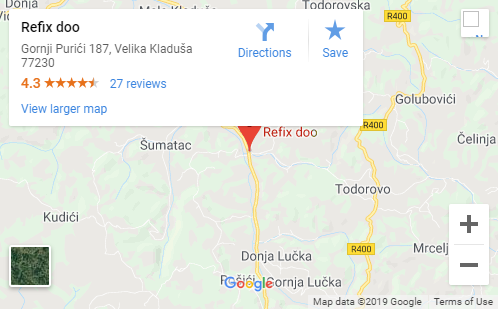 Mala Kladuša
Todorovska
R400
Refix doo
Gornji Purići 187, Velika Kladuša
77230
4.3
27 reviews
View larger map
Directions
Save
Golubovići
R400
Refix doo
Šumatac
Čelinja
Todorovo
Kudići
Donja Lučka
R400
Mrcelj
Google
Gornja Lučka
Map data ©2019 Google
Terms of Use